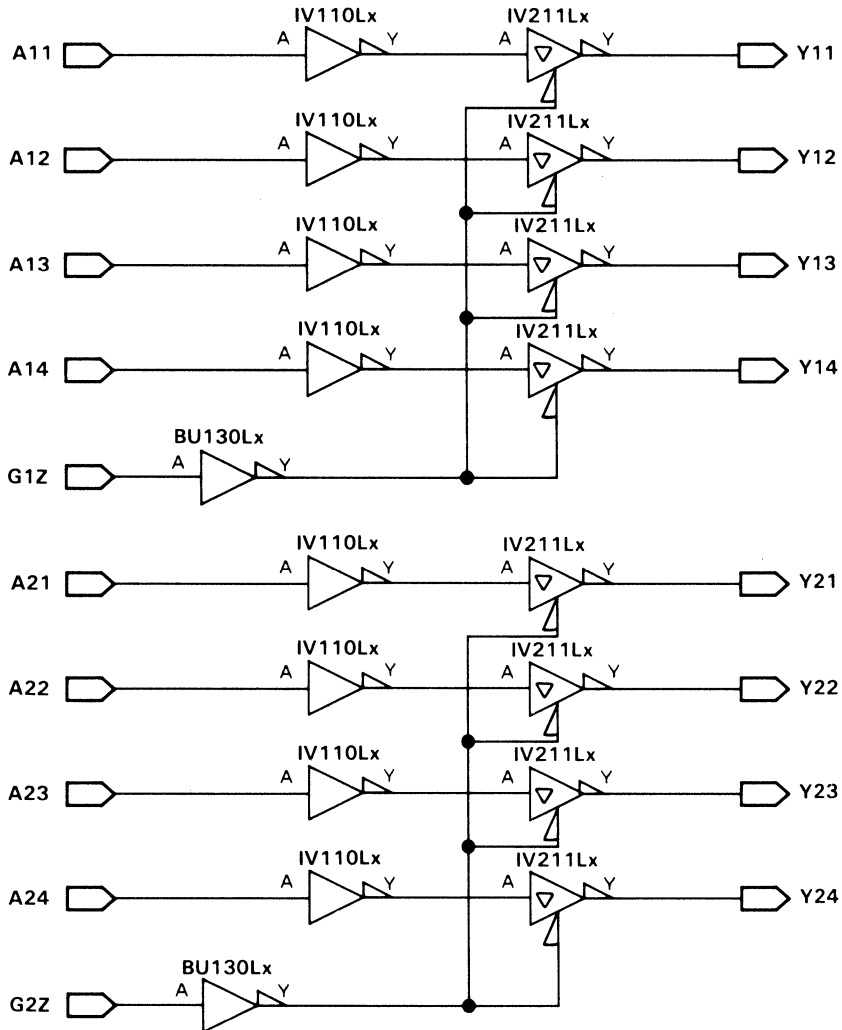 IV110Lx IV211Lx
A11 A Y A Y Y11
IV110Lx IV211Lx
A12 A Y A Y Y12
IV110Lx IV211Lx
A13 A Y A Y Y13
IV110Lx IV211Lx
A14 A Y A Y Y14
BU130Lx
G1Z A Y
IV110Lx IV211Lx
A21 A Y A Y Y21
IV110Lx IV211Lx
A22 A Y A Y Y22
IV110Lx IV211Lx
A23 A Y A Y Y23
IV110Lx IV211Lx
A24 A Y A Y Y24
BU130Lx
G2Z A Y